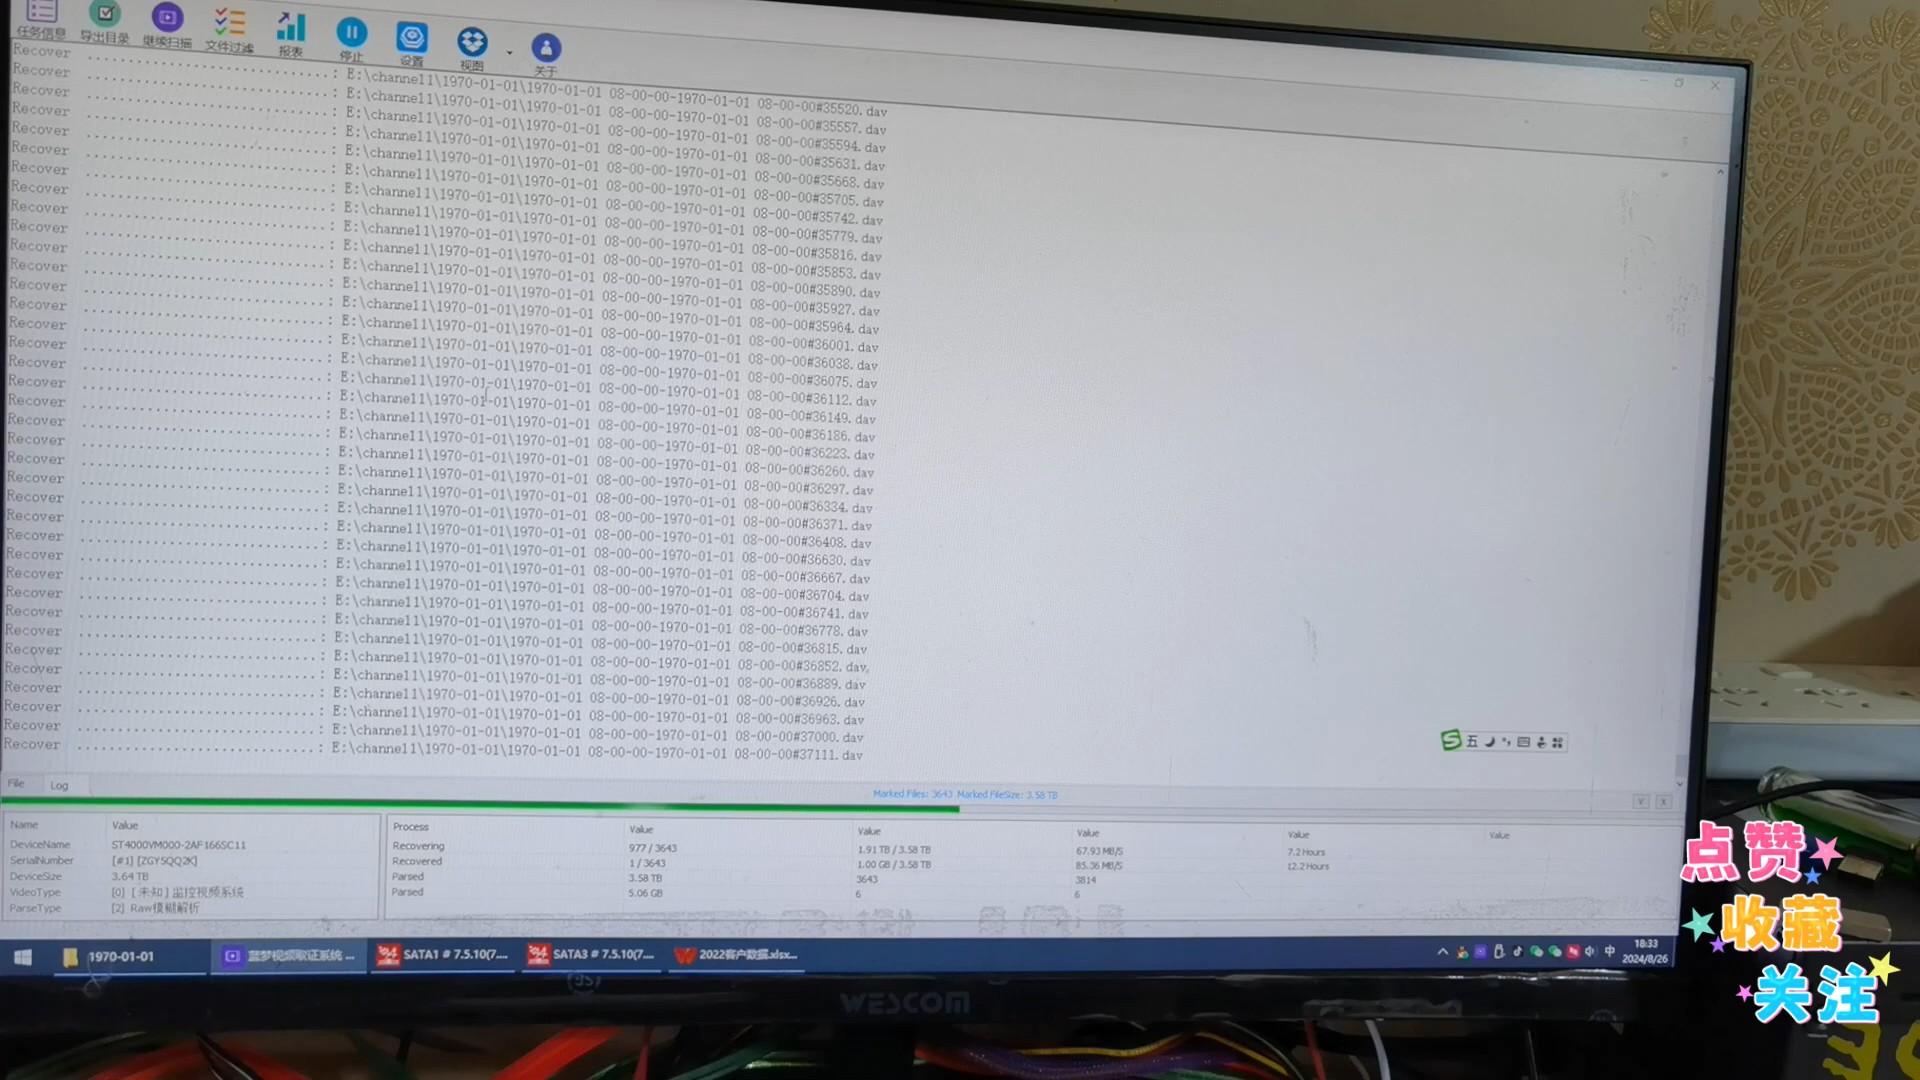 任务信息 导出目录 继续扫描 文件过滤 报表 停止 设置 视图 关于
Recover
Recover ................................ : E:\channel1\1970-01-01\1970-01-01 08-00-00-1970-01-01 08-00-00#35520.dav
Recover ................................ : E:\channel1\1970-01-01\1970-01-01 08-00-00-1970-01-01 08-00-00#35557.dav
Recover ................................ : E:\channel1\1970-01-01\1970-01-01 08-00-00-1970-01-01 08-00-00#35594.dav
Recover ................................ : E:\channel1\1970-01-01\1970-01-01 08-00-00-1970-01-01 08-00-00#35631.dav
Recover ................................ : E:\channel1\1970-01-01\1970-01-01 08-00-00-1970-01-01 08-00-00#35668.dav
Recover ................................ : E:\channel1\1970-01-01\1970-01-01 08-00-00-1970-01-01 08-00-00#35705.dav
Recover ................................ : E:\channel1\1970-01-01\1970-01-01 08-00-00-1970-01-01 08-00-00#35742.dav
Recover ................................ : E:\channel1\1970-01-01\1970-01-01 08-00-00-1970-01-01 08-00-00#35779.dav
Recover ................................ : E:\channel1\1970-01-01\1970-01-01 08-00-00-1970-01-01 08-00-00#35816.dav
Recover ................................ : E:\channel1\1970-01-01\1970-01-01 08-00-00-1970-01-01 08-00-00#35853.dav
Recover ................................ : E:\channel1\1970-01-01\1970-01-01 08-00-00-1970-01-01 08-00-00#35890.dav
Recover ................................ : E:\channel1\1970-01-01\1970-01-01 08-00-00-1970-01-01 08-00-00#35927.dav
Recover ................................ : E:\channel1\1970-01-01\1970-01-01 08-00-00-1970-01-01 08-00-00#35964.dav
Recover ................................ : E:\channel1\1970-01-01\1970-01-01 08-00-00-1970-01-01 08-00-00#36001.dav
Recover ................................ : E:\channel1\1970-01-01\1970-01-01 08-00-00-1970-01-01 08-00-00#36038.dav
Recover ................................ : E:\channel1\1970-01-01\1970-01-01 08-00-00-1970-01-01 08-00-00#36075.dav
Recover ................................ : E:\channel1\1970-01-01\1970-01-01 08-00-00-1970-01-01 08-00-00#36112.dav
Recover ................................ : E:\channel1\1970-01-01\1970-01-01 08-00-00-1970-01-01 08-00-00#36149.dav
Recover ................................ : E:\channel1\1970-01-01\1970-01-01 08-00-00-1970-01-01 08-00-00#36186.dav
Recover ................................ : E:\channel1\1970-01-01\1970-01-01 08-00-00-1970-01-01 08-00-00#36223.dav
Recover ................................ : E:\channel1\1970-01-01\1970-01-01 08-00-00-1970-01-01 08-00-00#36260.dav
Recover ................................ : E:\channel1\1970-01-01\1970-01-01 08-00-00-1970-01-01 08-00-00#36297.dav
Recover ................................ : E:\channel1\1970-01-01\1970-01-01 08-00-00-1970-01-01 08-00-00#36334.dav
Recover ................................ : E:\channel1\1970-01-01\1970-01-01 08-00-00-1970-01-01 08-00-00#36371.dav
Recover ................................ : E:\channel1\1970-01-01\1970-01-01 08-00-00-1970-01-01 08-00-00#36408.dav
Recover ................................ : E:\channel1\1970-01-01\1970-01-01 08-00-00-1970-01-01 08-00-00#36630.dav
Recover ................................ : E:\channel1\1970-01-01\1970-01-01 08-00-00-1970-01-01 08-00-00#36667.dav
Recover ................................ : E:\channel1\1970-01-01\1970-01-01 08-00-00-1970-01-01 08-00-00#36704.dav
Recover ................................ : E:\channel1\1970-01-01\1970-01-01 08-00-00-1970-01-01 08-00-00#36741.dav
Recover ................................ : E:\channel1\1970-01-01\1970-01-01 08-00-00-1970-01-01 08-00-00#36778.dav
Recover ................................ : E:\channel1\1970-01-01\1970-01-01 08-00-00-1970-01-01 08-00-00#36815.dav
Recover ................................ : E:\channel1\1970-01-01\1970-01-01 08-00-00-1970-01-01 08-00-00#36852.dav
Recover ................................ : E:\channel1\1970-01-01\1970-01-01 08-00-00-1970-01-01 08-00-00#36889.dav
Recover ................................ : E:\channel1\1970-01-01\1970-01-01 08-00-00-1970-01-01 08-00-00#36926.dav
Recover ................................ : E:\channel1\1970-01-01\1970-01-01 08-00-00-1970-01-01 08-00-00#36963.dav
Recover ................................ : E:\channel1\1970-01-01\1970-01-01 08-00-00-1970-01-01 08-00-00#37000.dav
Recover ................................ : E:\channel1\1970-01-01\1970-01-01 08-00-00-1970-01-01 08-00-00#37111.dav
五
File Log
Marked Files: 3643 Marked FileSize: 3.58 TB
Name Value
DeviceName ST4000VM000-2AF166SC11
SerialNumber [#1] [ZGY5QQ2K]
DeviceSize 3.64 TB
VideoType [0] [未知] 监控视频系统
ParseType [2] Raw模糊解析
Process Value Value Value Value Value
Recovering 977 / 3643 1.91 TB / 3.58 TB 67.93 MB/S 7.2 Hours
Recovered 1 / 3643 1.00 GB / 3.58 TB 85.36 MB/S 12.2 Hours
Parsed 3.58 TB 3643 3814
Parsed 5.06 GB 6 6
1970-01-01 蓝梦视频取证系统 ... SATA1 # 7.5.10(7.... SATA3 # 7.5.10(7.... 2022客户数据.xlsx... 中 18:33
2024/8/26
WESCOM
点赞
收藏
关注